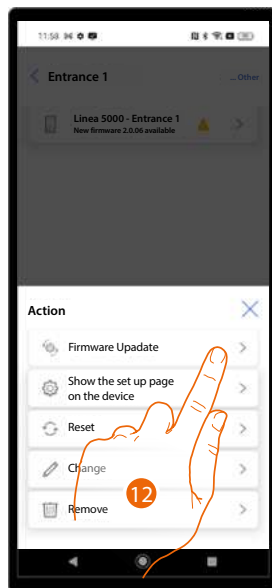 11:58
Entrance 1
... Other
Linea 5000 - Entrance 1
New firmware 2.0.06 available
Action
Firmware Upadate
Show the set up page
on the device
Reset
Change
12
Remove